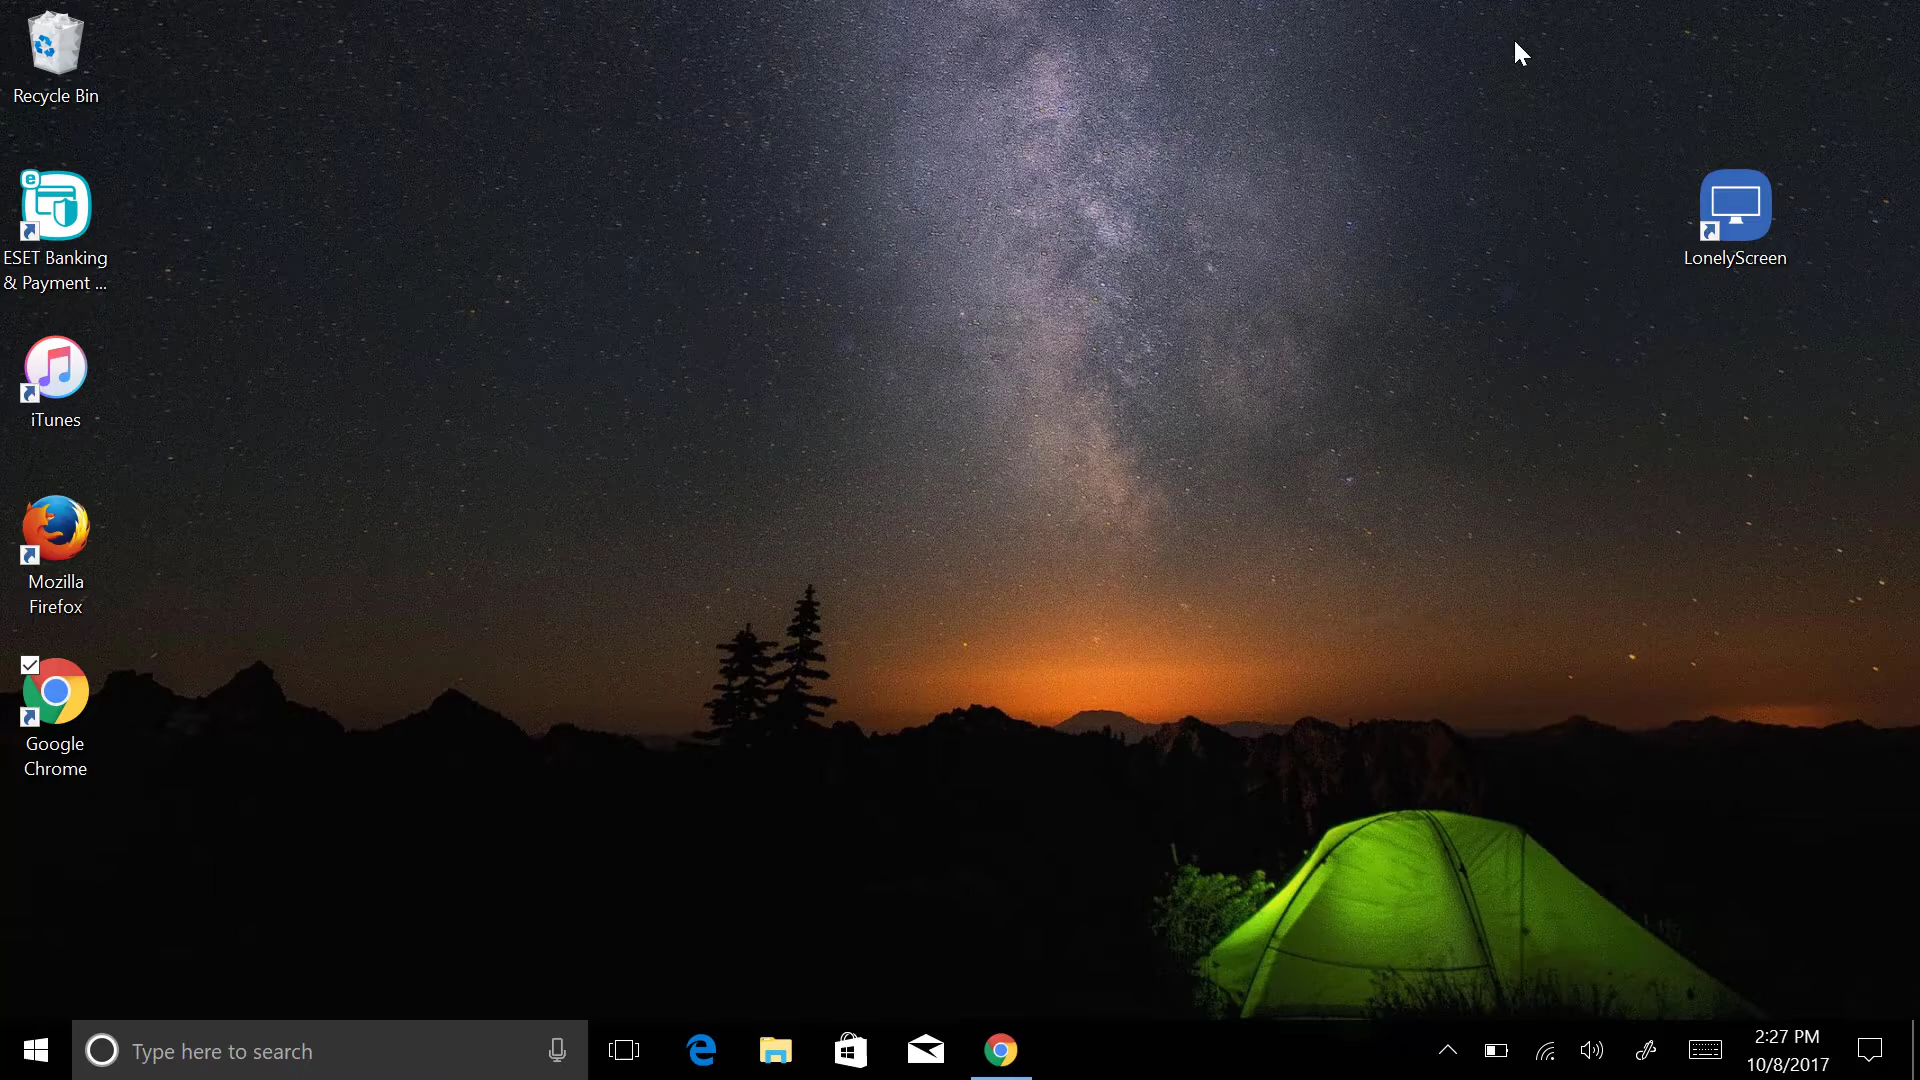 Recycle Bin
ESET Banking
& Payment ...
iTunes
Mozilla
Firefox
Google
Chrome
LonelyScreen
Type here to search
2:27 PM
10/8/2017